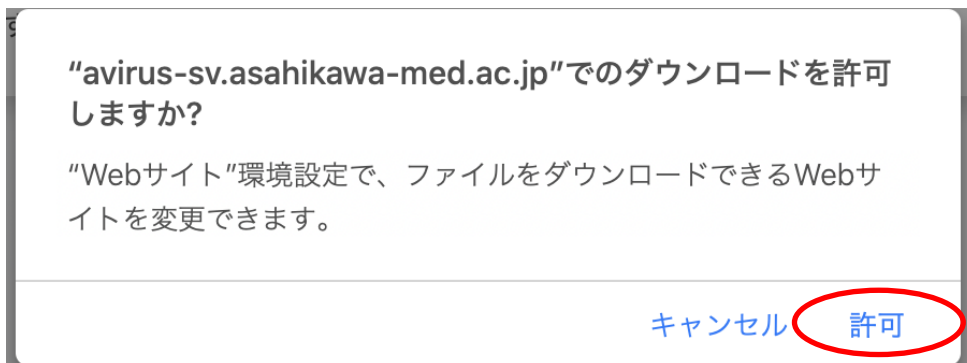 “avirus-sv.asahikawa-med.ac.jp”でのダウンロードを許可
しますか?
“Webサイト”環境設定で、ファイルをダウンロードできるWebサ
イトを変更できます。
キャンセル 許可